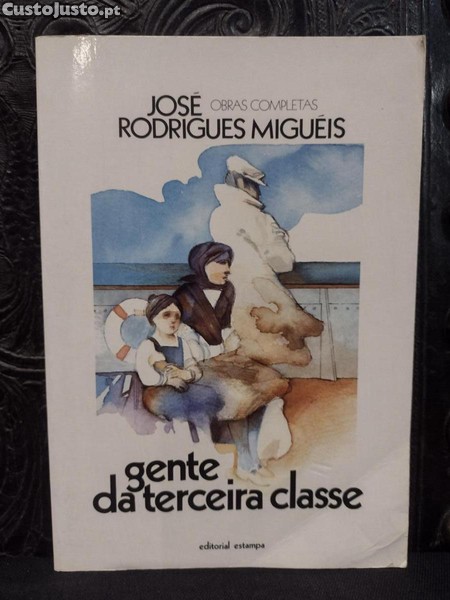 CustoJusto.pt
JOSÉ OBRAS COMPLETAS
RODRIGUES MIGUÉIS
gente
da terceira classe
editorial estampa